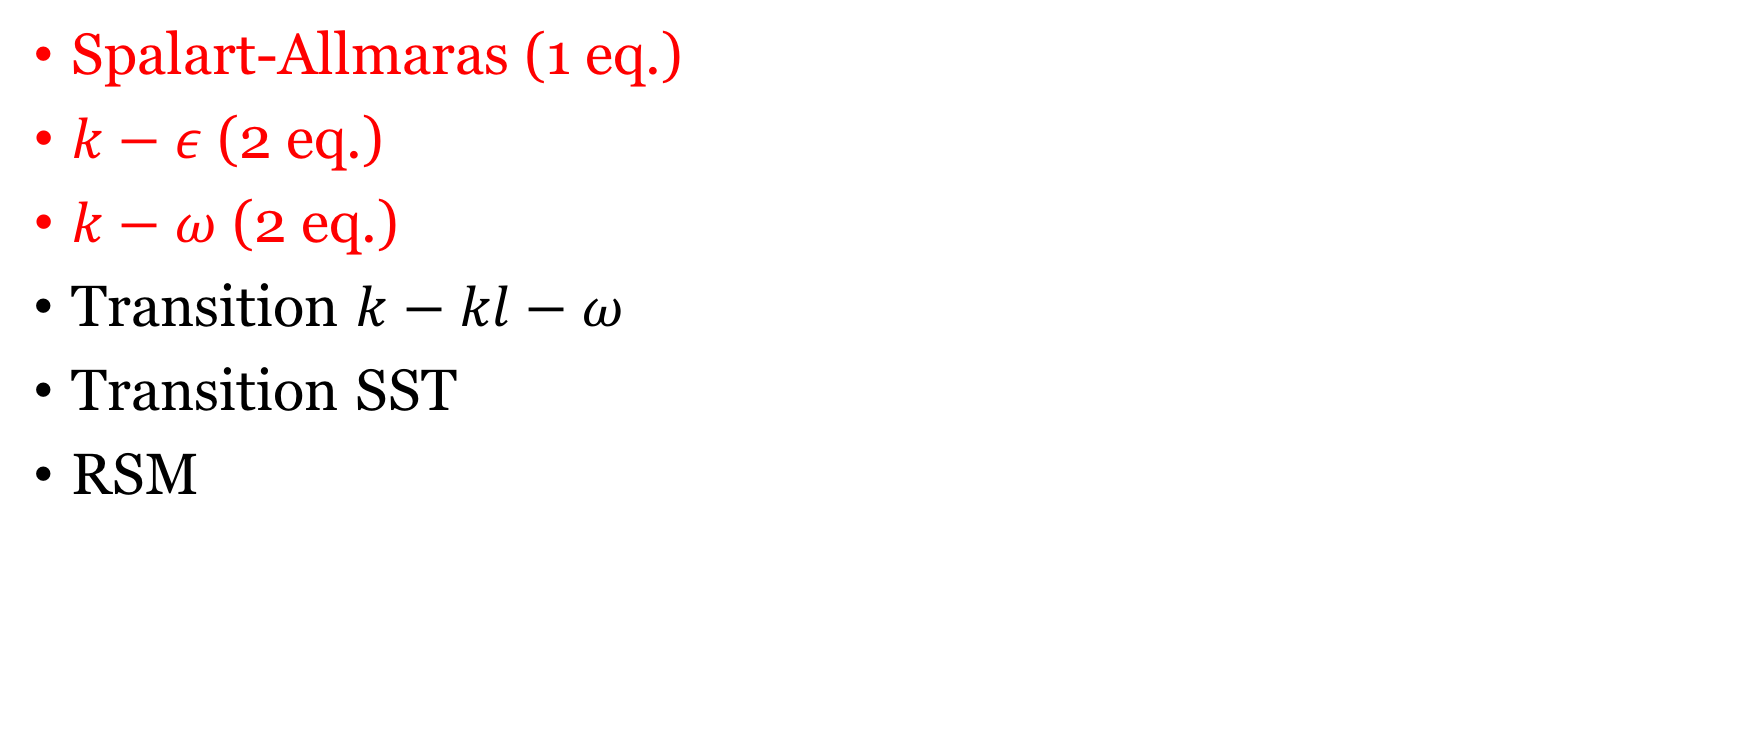 • Spalart-Allmaras (1 eq.)
• k − ϵ (2 eq.)
• k − ω (2 eq.)
• Transition k − kl − ω
• Transition SST
• RSM